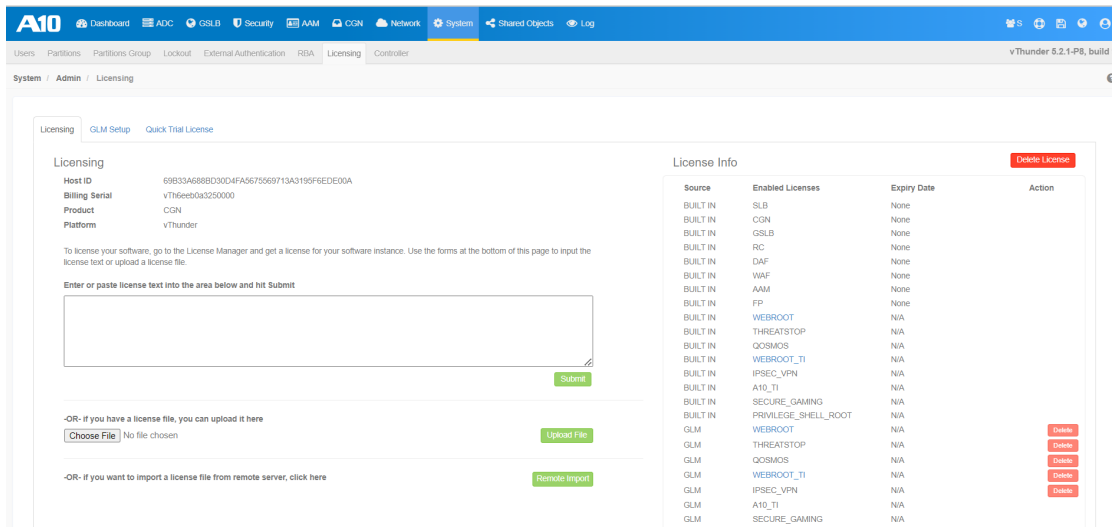 A10 Dashboard ADC GSLB Security AAM CGN Network System Shared Objects Log S
Users Partitions Partitions Group Lockout External Authentication RBA Licensing Controller vThunder 5.2.1-P8, build
System / Admin / Licensing
Licensing GLM Setup Quick Trial License
Licensing
Host ID 69B33A688BD30D4FA5675569713A3195F6EDE00A
Billing Serial vTh6eeb0a3250000
Product CGN
Platform vThunder
To license your software, go to the License Manager and get a license for your software instance. Use the forms at the bottom of this page to input the
license text or upload a license file.
Enter or paste license text into the area below and hit Submit
Submit
-OR- if you have a license file, you can upload it here
Choose File No file chosen Upload File
-OR- if you want to import a license file from remote server, click here Remote Import
License Info Delete License
Source Enabled Licenses Expiry Date Action
BUILT IN SLB None
BUILT IN CGN None
BUILT IN GSLB None
BUILT IN RC None
BUILT IN DAF None
BUILT IN WAF None
BUILT IN AAM None
BUILT IN FP None
BUILT IN WEBROOT N/A
BUILT IN THREATSTOP N/A
BUILT IN QOSMOS N/A
BUILT IN WEBROOT_TI N/A
BUILT IN IPSEC_VPN N/A
BUILT IN A10_TI N/A
BUILT IN SECURE_GAMING N/A
BUILT IN PRIVILEGE_SHELL_ROOT N/A
GLM WEBROOT N/A Delete
GLM THREATSTOP N/A Delete
GLM QOSMOS N/A Delete
GLM WEBROOT_TI N/A Delete
GLM IPSEC_VPN N/A Delete
GLM A10_TI N/A
GLM SECURE_GAMING N/A